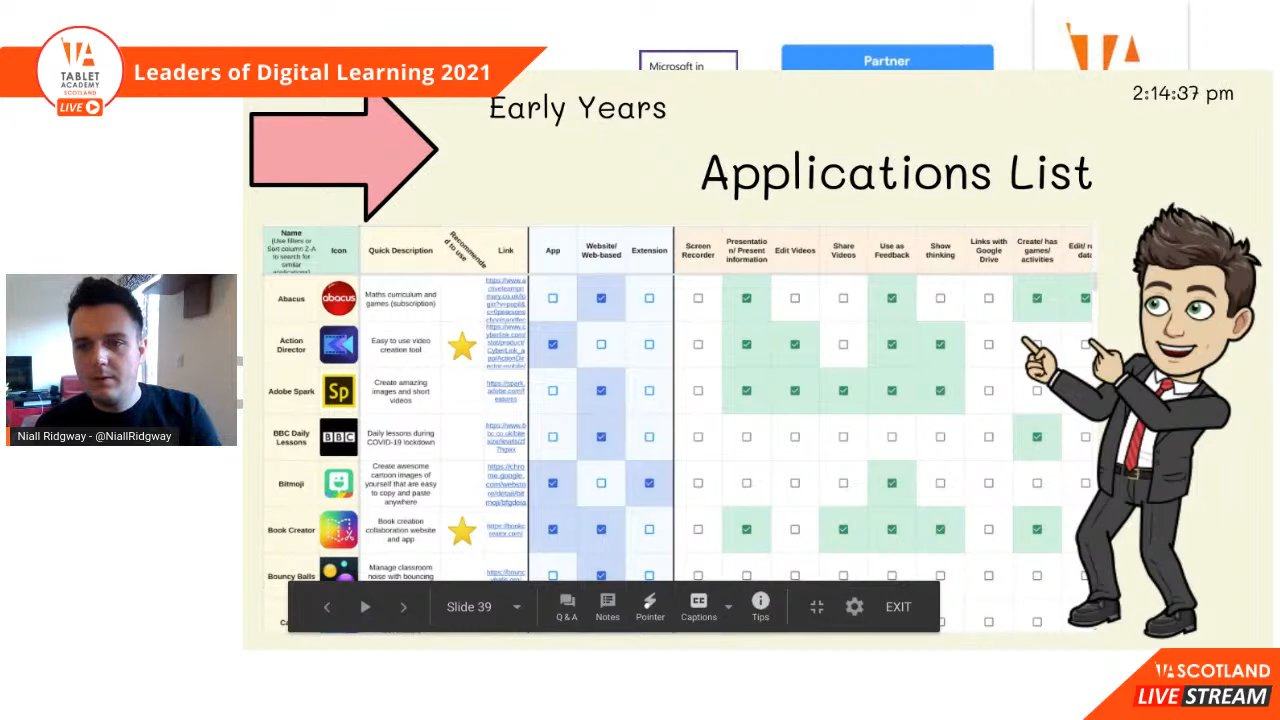 TA
TABLET
ACADEMY
SCOTLAND
LIVE
Leaders of Digital Learning 2021
Microsoft in
Partner
TA
Early Years
2:14:37 pm
Applications List
Name
(Use filters or
Sort column Z-A
to search for
similar
applications)
Icon
Quick Description
Recommende
d to use
Link
App
Website/
Web-based
Extension
Screen
Recorder
Presentatio
n/ Present
information
Edit Videos
Share
Videos
Use as
Feedback
Show
thinking
Links with
Google
Drive
Create/ has
games/
activities
Abacus
abacus
Maths curriculum and
games (subscription)
Action
Director
Easy to use video
creation tool
Adobe Spark
Sp
Create amazing
images and short
videos
BBC Daily
Lessons
BBC
Daily lessons during
COVID-19 lockdown
Bitmoji
Create awesome
cartoon images of
yourself that are easy
to copy and paste
anywhere
Book Creator
Book creation
collaboration website
and app
Bouncy Balls
Manage classroom
noise with bouncing
Niall Ridgway - @NiallRidgway
Slide 39
Q & A
Notes
Pointer
CC
Captions
Tips
EXIT
TA SCOTLAND
LIVE STREAM